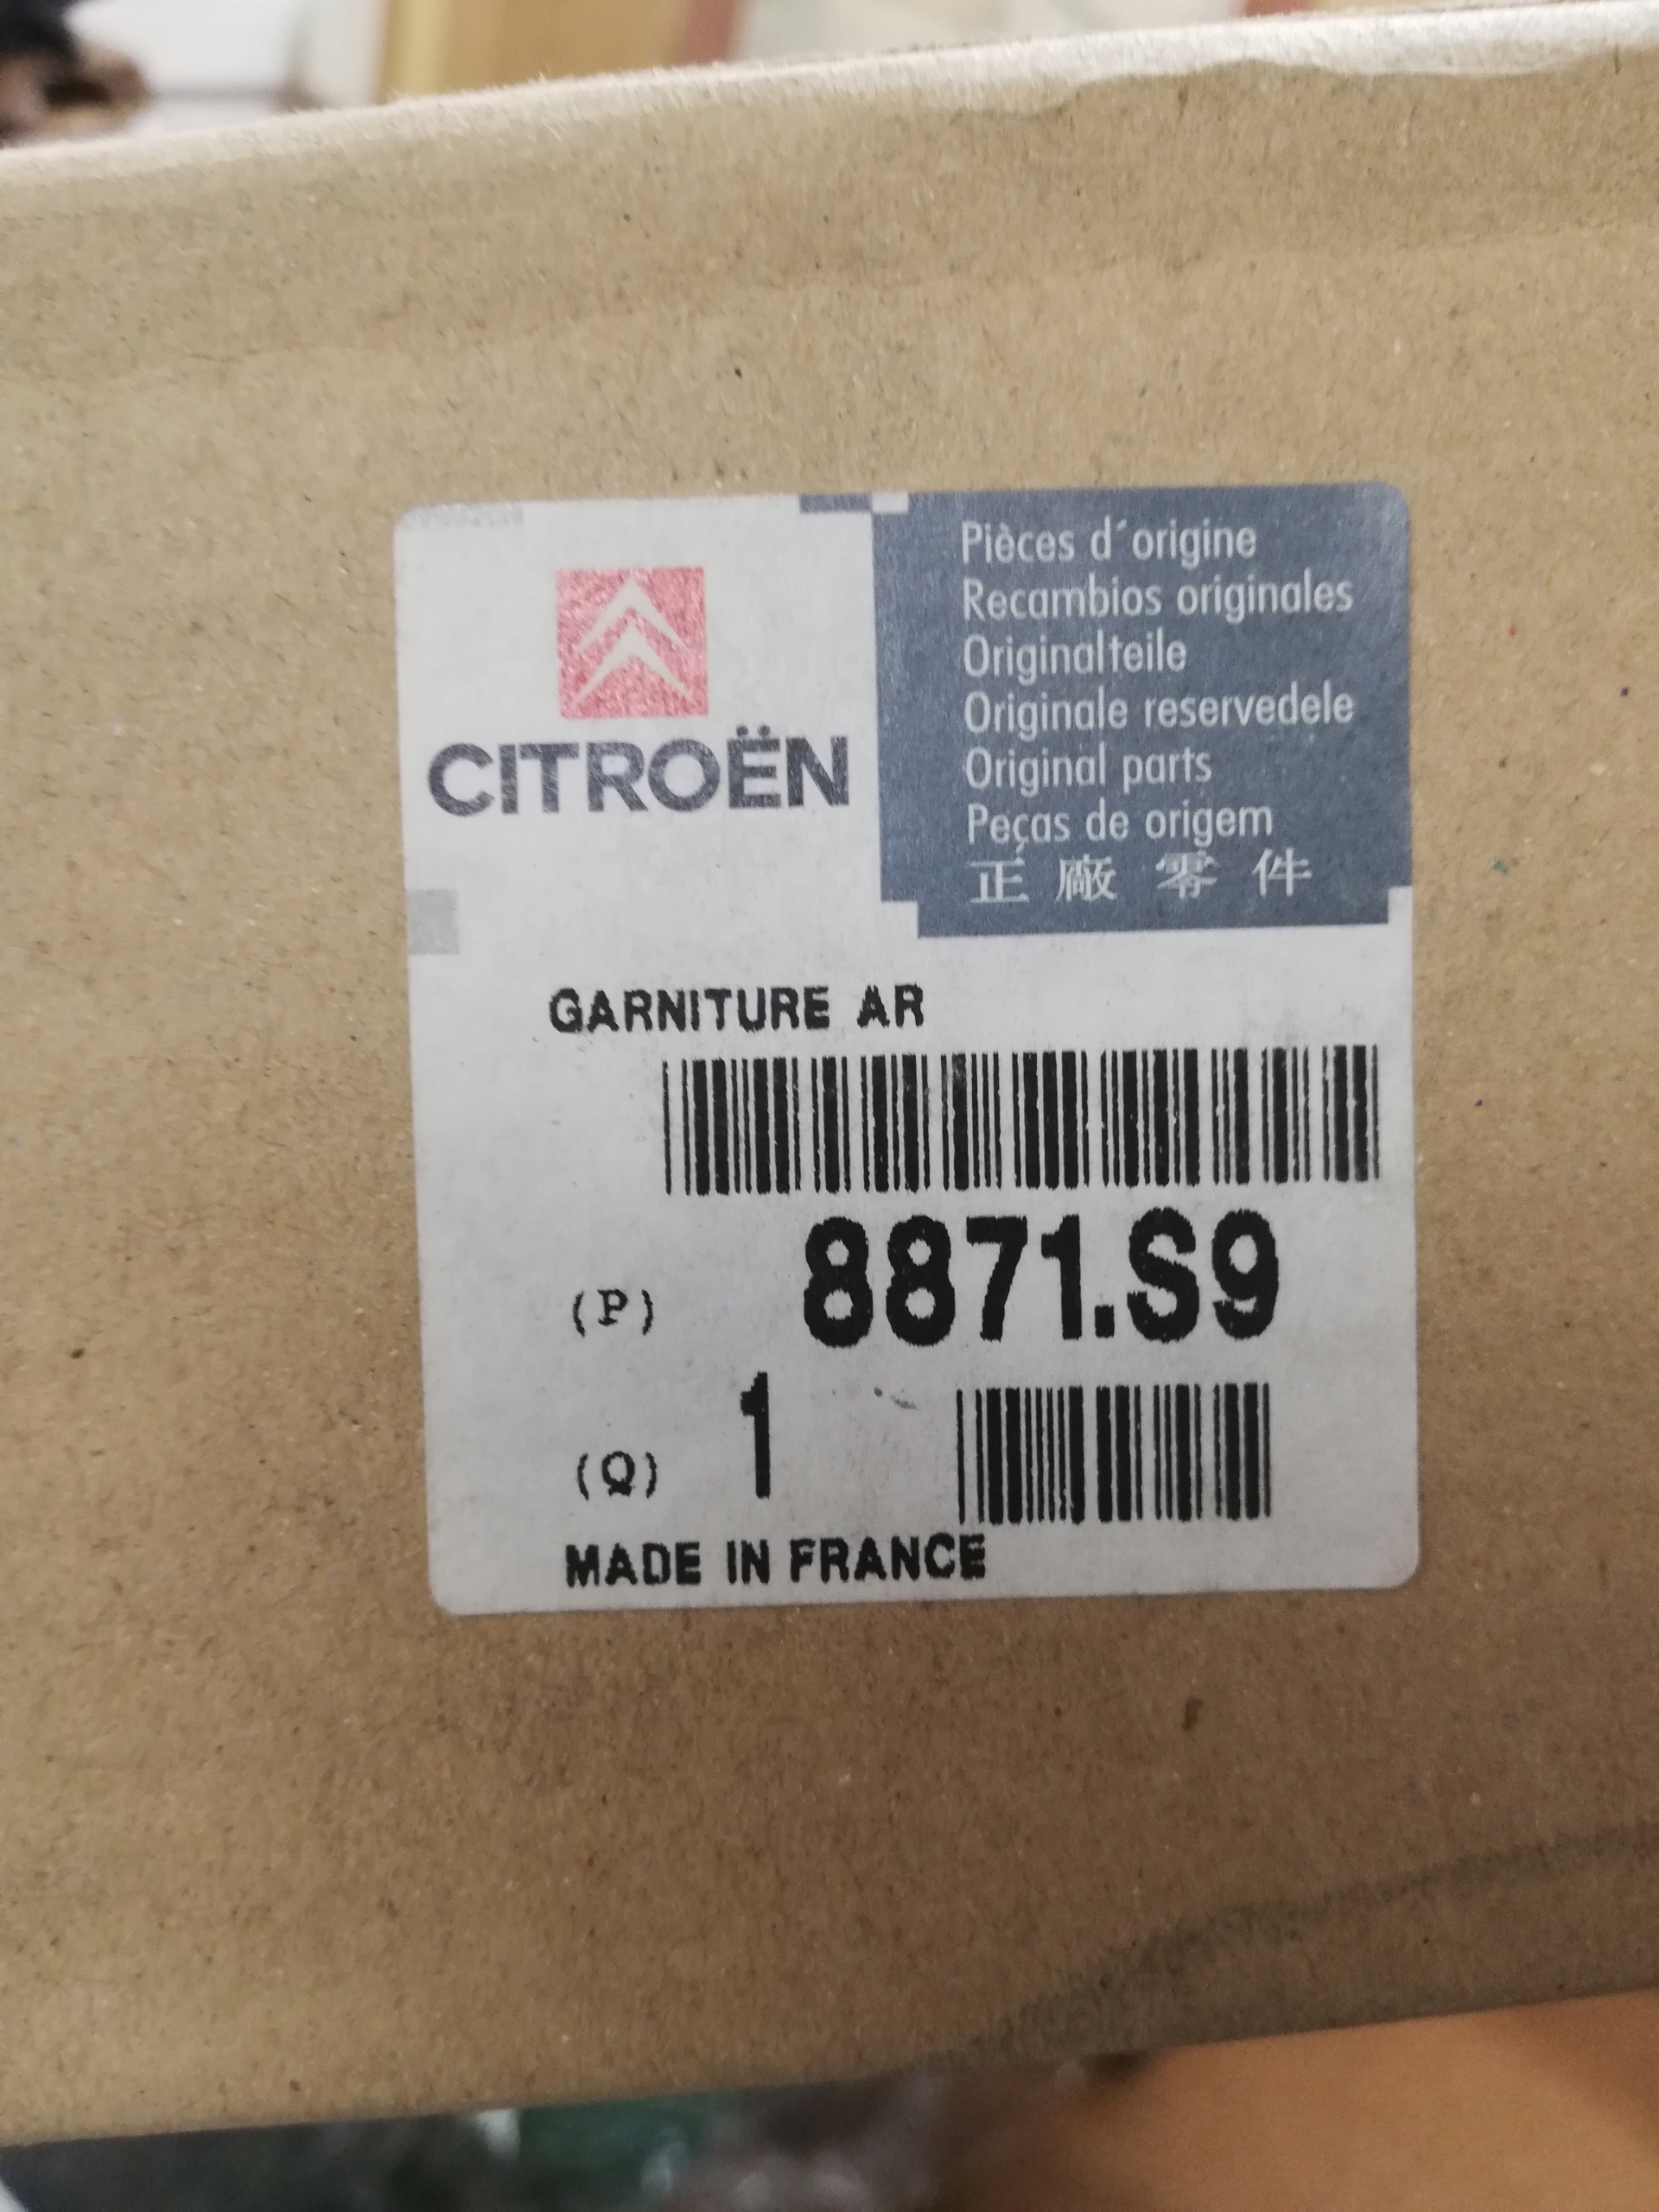 CITROËN
Pièces d´origine
Recambios originales
Originalteile
Originale reservedele
Original parts
Peças de origem
正廠零件
GARNITURE AR
(P) 8871.S9
(Q) 1
MADE IN FRANCE